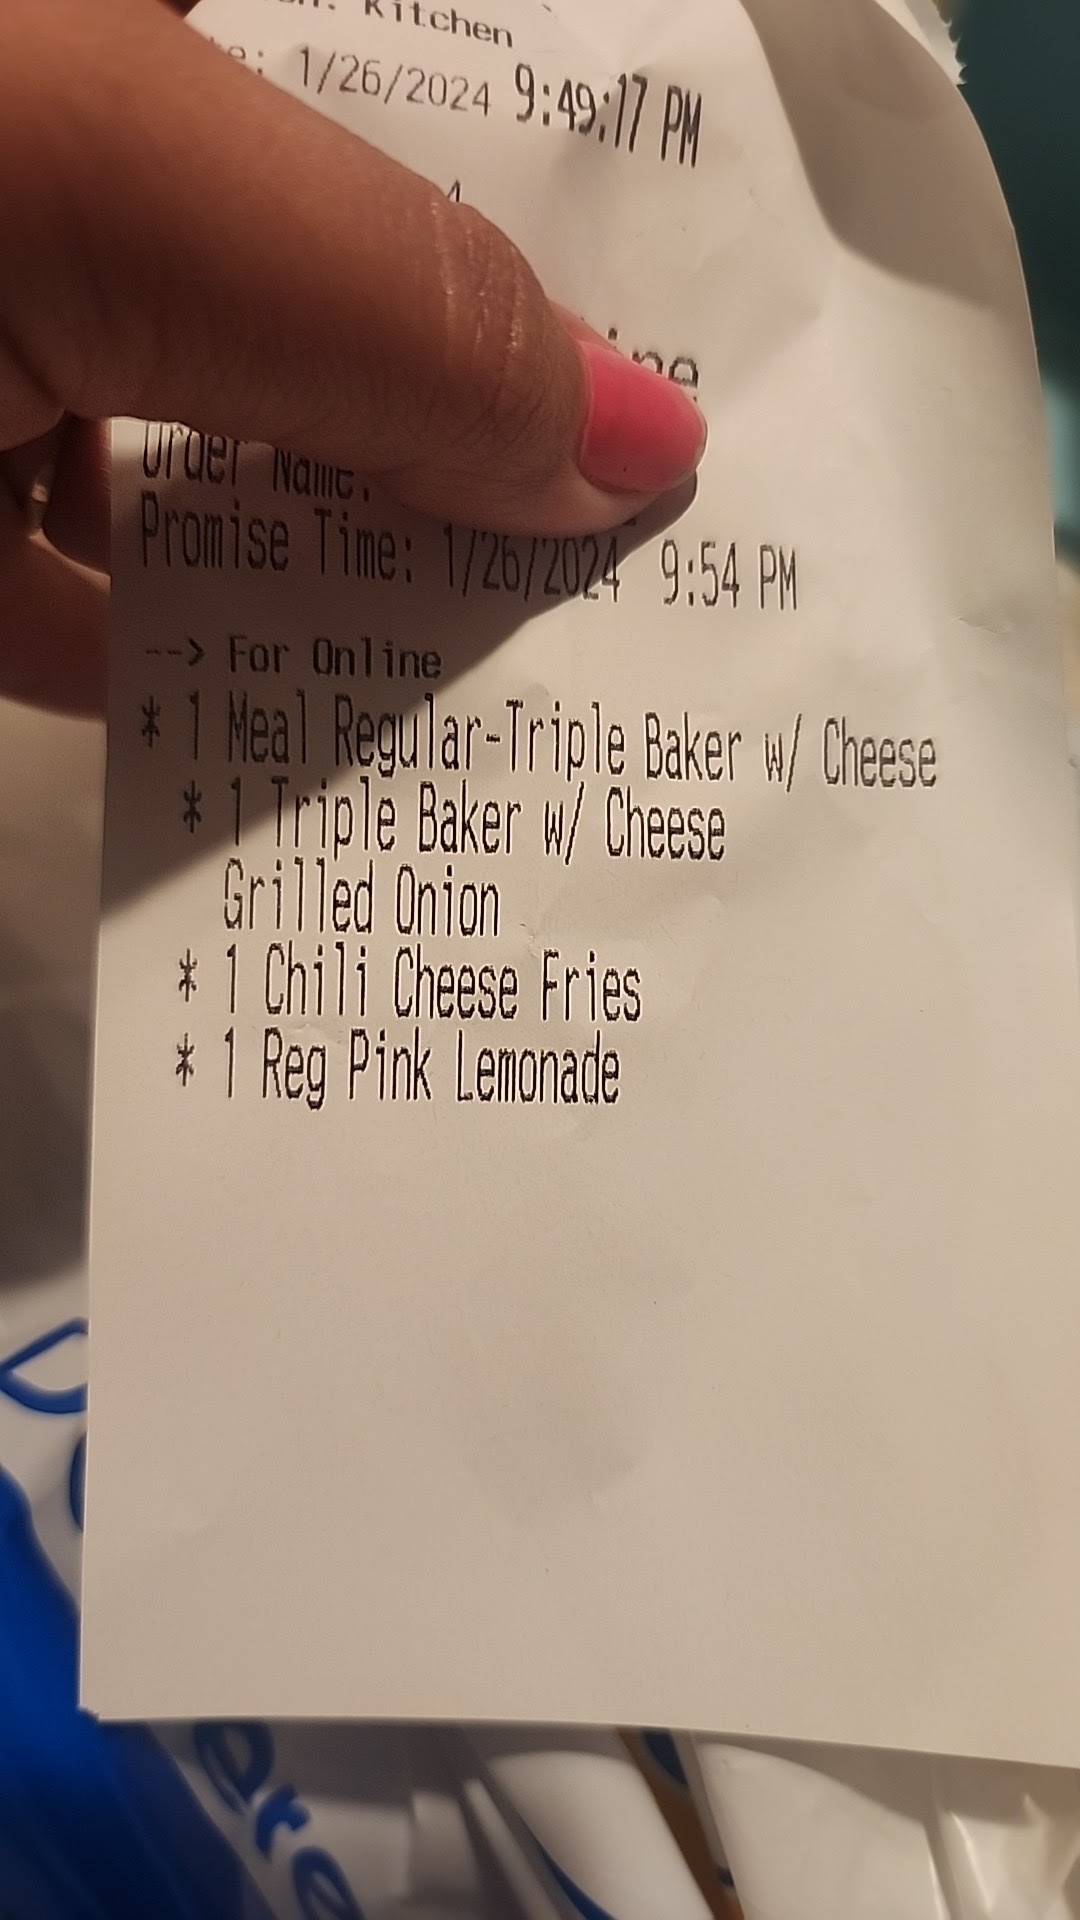 Kitchen
1/26/2024 9:49:17 PM
Order Name:
Promise Time: 1/26/2024 9:54 PM
--> For Online
* 1 Meal Regular-Triple Baker w/ Cheese
* 1 Triple Baker w/ Cheese
Grilled Onion
* 1 Chili Cheese Fries
* 1 Reg Pink Lemonade